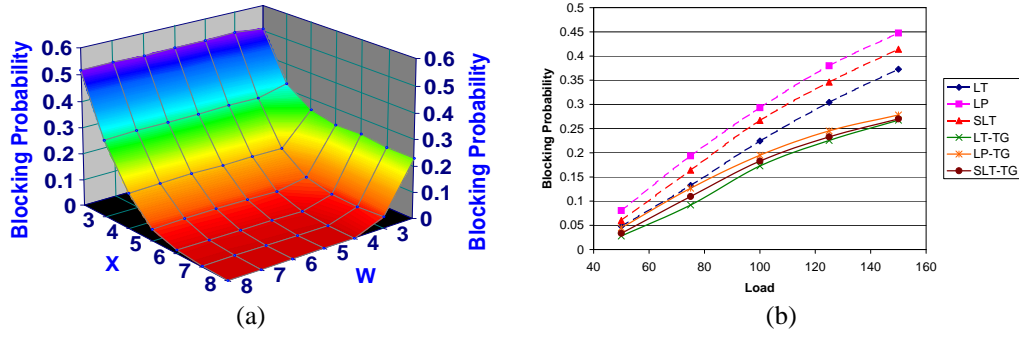 Blocking Probability
0.6
0.5
0.4
0.3
0.2
0.1
0
3
4
5
6
7
8
X
8
7
6
5
4
3
W
0.6
0.5
0.4
0.3
0.2
0.1
0
Blocking Probability
(a)
Blocking Probability
0.5
0.45
0.4
0.35
0.3
0.25
0.2
0.15
0.1
0.05
0
40 60 80 100 120 140 160
Load
LT
LP
SLT
LT-TG
LP-TG
SLT-TG
(b)